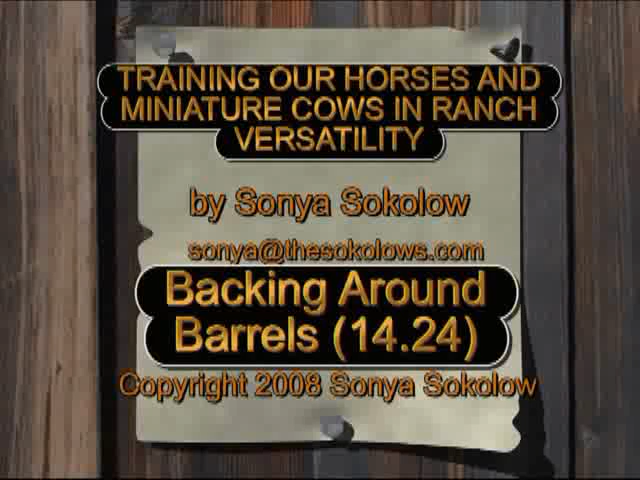 TRAINING OUR HORSES AND
MINIATURE COWS IN RANCH
VERSATILITY
by Sonya Sokolow
sonya@thesokolows.com
Backing Around
Barrels (14.24)
Copyright 2008 Sonya Sokolow